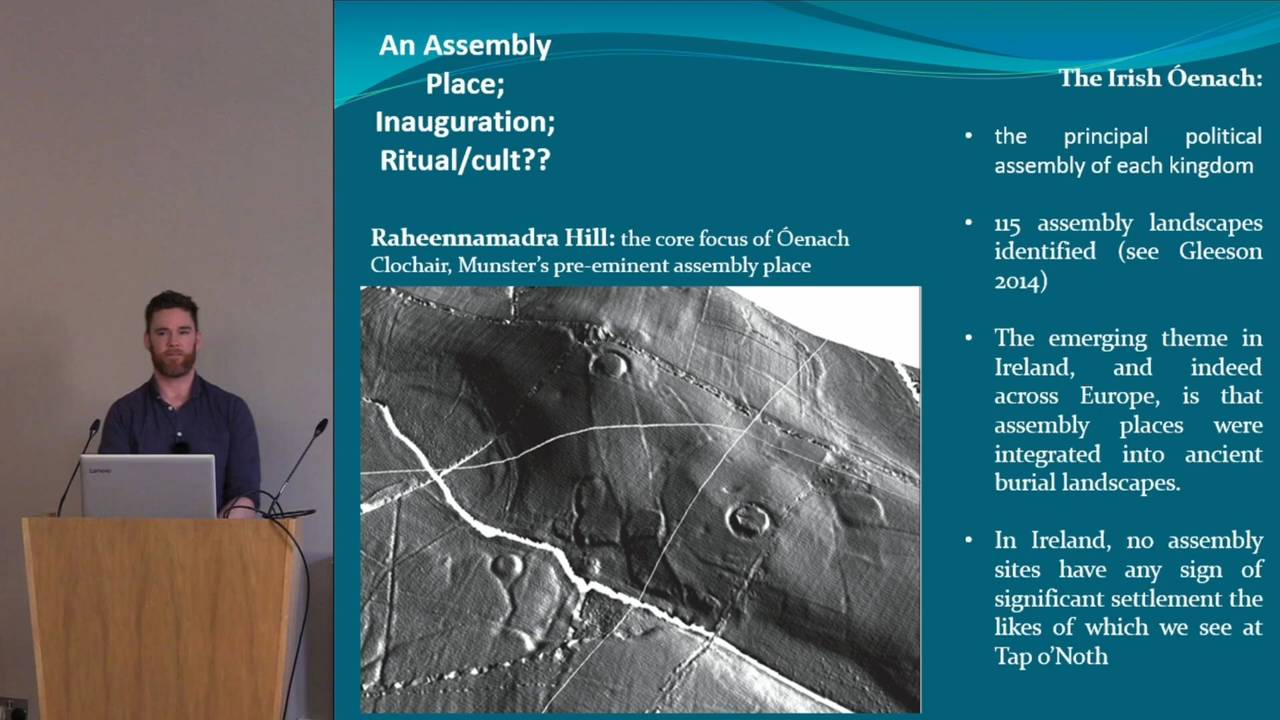 An Assembly
Place;
Inauguration;
Ritual/cult??
Raheennamadra Hill: the core focus of Óenach
Clochair, Munster's pre-eminent assembly place
The Irish Óenach:
• the principal political
assembly of each kingdom
• 115 assembly landscapes
identified (see Gleeson
2014)
• The emerging theme in
Ireland, and indeed
across Europe, is that
assembly places were
integrated into ancient
burial landscapes.
• In Ireland, no assembly
sites have any sign of
significant settlement the
likes of which we see at
Tap o'Noth
Lenovo